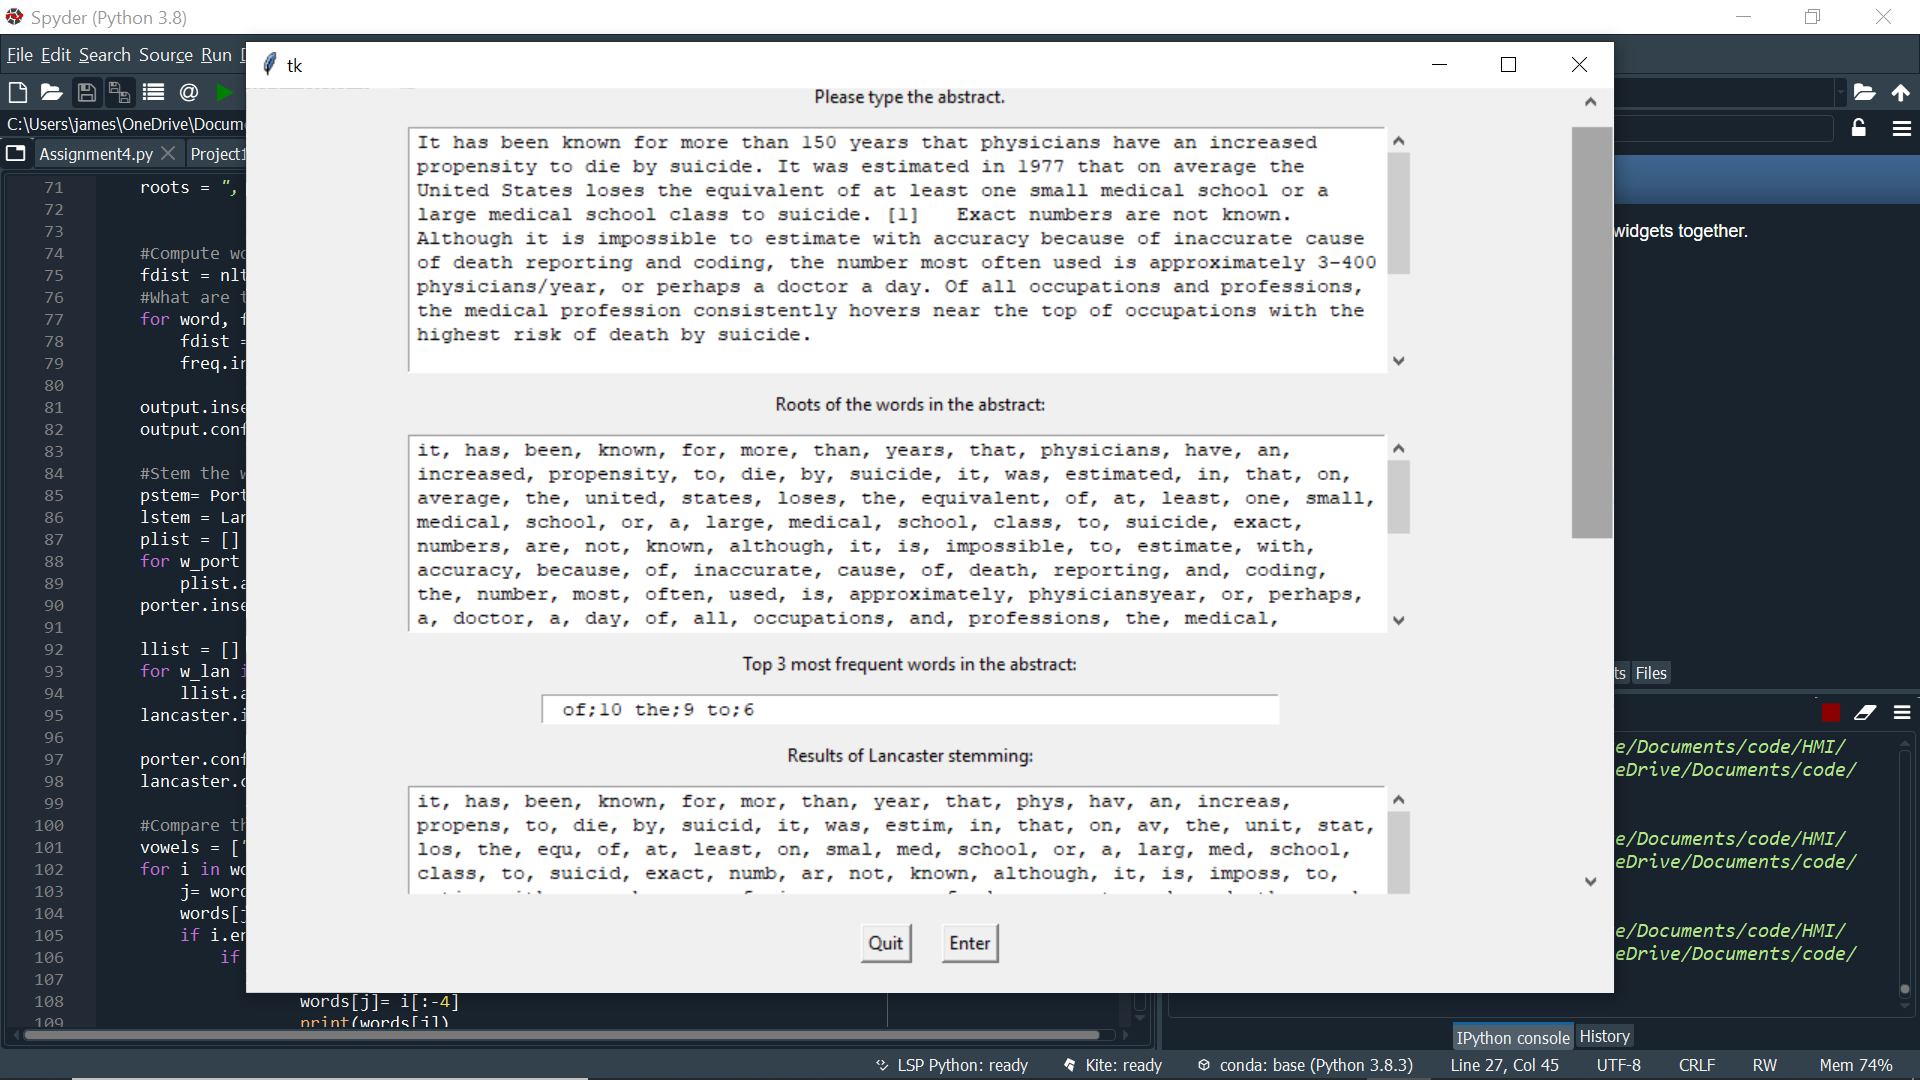 Spyder (Python 3.8)
File Edit Search Source Run
tk
C:\Users\james\OneDrive\Docum
Assignment4.py Project1
71 roots = ",
72
73
74 #Compute wo
75 fdist = nlt
76 #What are t
77 for word, f
78 fdist =
79 freq.in
80
81 output.inse
82 output.conf
83
84 #Stem the w
85 pstem= Port
86 lstem = Lan
87 plist = []
88 for w_port
89 plist.a
90 porter.inse
91
92 llist = []
93 for w_lan i
94 llist.a
95 lancaster.i
96
97 porter.conf
98 lancaster.c
99
100 #Compare th
101 vowels = ["
102 for i in wo
103 j= word
104 words[j
105 if i.en
106 if
107
108 words[j]= i[:-4]
109 print(words[j])
Please type the abstract.
It has been known for more than 150 years that physicians have an increased
propensity to die by suicide. It was estimated in 1977 that on average the
United States loses the equivalent of at least one small medical school or a
large medical school class to suicide. [1]   Exact numbers are not known.
Although it is impossible to estimate with accuracy because of inaccurate cause
of death reporting and coding, the number most often used is approximately 3-400
physicians/year, or perhaps a doctor a day. Of all occupations and professions,
the medical profession consistently hovers near the top of occupations with the
highest risk of death by suicide.
Roots of the words in the abstract:
it, has, been, known, for, more, than, years, that, physicians, have, an,
increased, propensity, to, die, by, suicide, it, was, estimated, in, that, on,
average, the, united, states, loses, the, equivalent, of, at, least, one, small,
medical, school, or, a, large, medical, school, class, to, suicide, exact,
numbers, are, not, known, although, it, is, impossible, to, estimate, with,
accuracy, because, of, inaccurate, cause, of, death, reporting, and, coding,
the, number, most, often, used, is, approximately, physiciansyear, or, perhaps,
a, doctor, a, day, of, all, occupations, and, professions, the, medical,
Top 3 most frequent words in the abstract:
of;10 the;9 to;6
Results of Lancaster stemming:
it, has, been, known, for, mor, than, year, that, phys, hav, an, increas,
propens, to, die, by, suicid, it, was, estim, in, that, on, av, the, unit, stat,
los, the, equ, of, at, least, on, smal, med, school, or, a, larg, med, school,
class, to, suicid, exact, numb, ar, not, known, although, it, is, imposs, to,
Quit Enter
widgets together.
ts Files
e/Documents/code/HMI/
eDrive/Documents/code/
e/Documents/code/HMI/
eDrive/Documents/code/
e/Documents/code/HMI/
eDrive/Documents/code/
IPython console History
LSP Python: ready Kite: ready conda: base (Python 3.8.3) Line 27, Col 45 UTF-8 CRLF RW Mem 74%